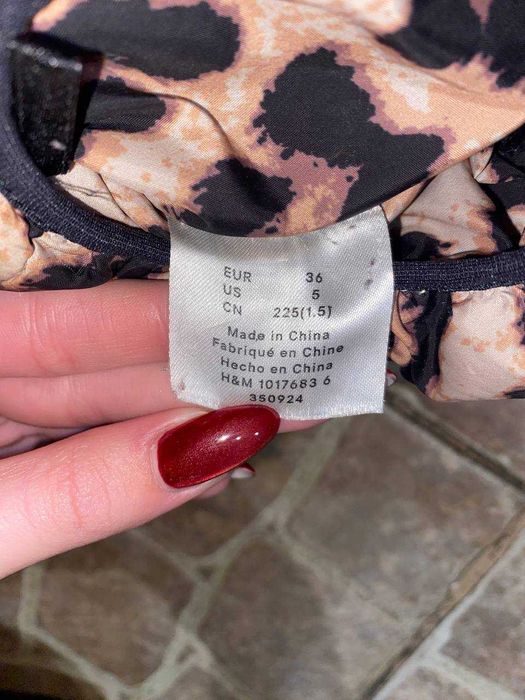 EUR 36
US 5
CN 225(1.5)
Made in China
Fabriqué en Chine
Hecho en China
H&M 1017683 6
350924